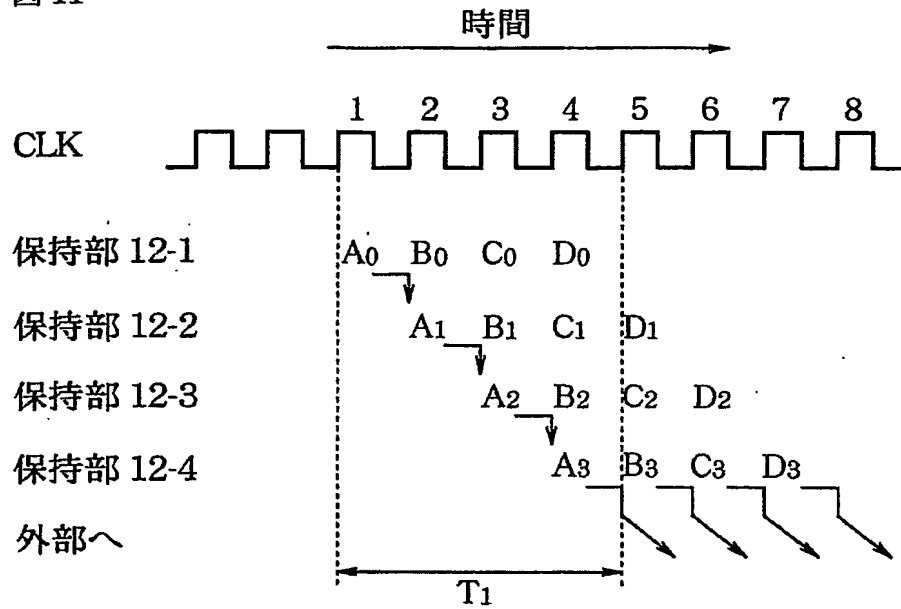 図 11
時間
1 2 3 4 5 6 7 8
CLK
保持部 12-1 A0 B0 C0 D0
保持部 12-2 A1 B1 C1 D1
保持部 12-3 A2 B2 C2 D2
保持部 12-4 A3 B3 C3 D3
外部へ
T1